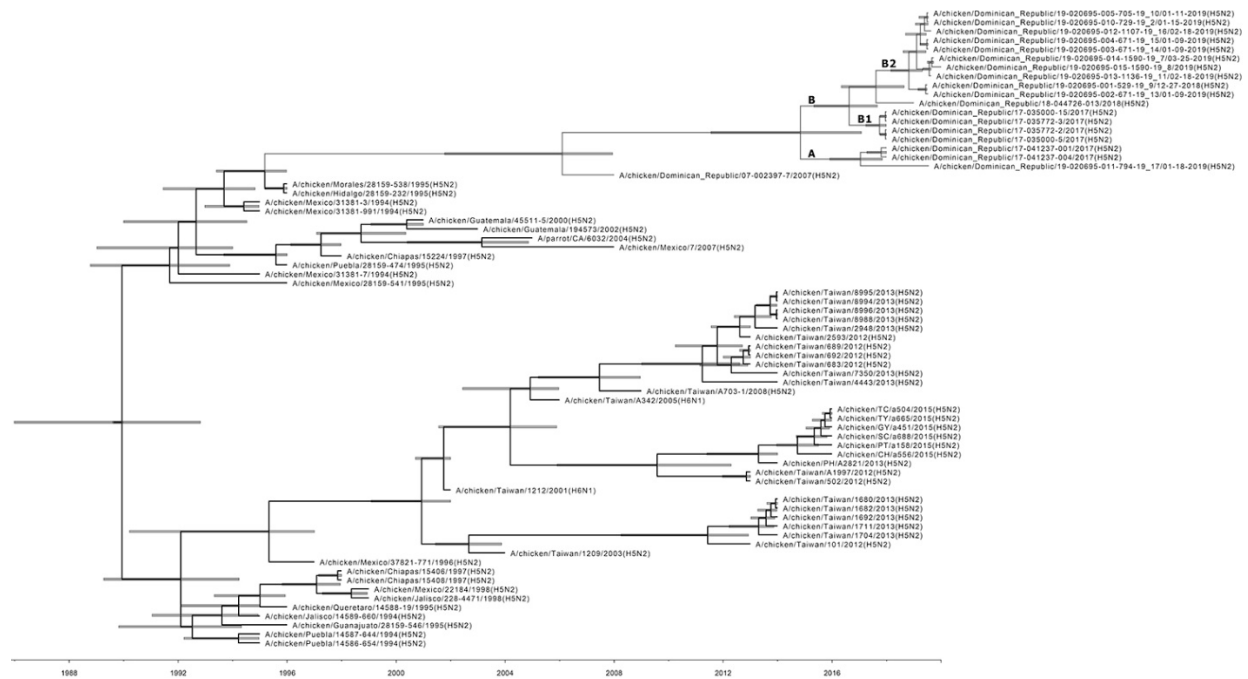 A/chicken/Dominican_Republic/19-020695-005-705-19_10/01-11-2019(H5N2)
A/chicken/Dominican_Republic/19-020695-010-729-19_2/01-15-2019(H5N2)
A/chicken/Dominican_Republic/19-020695-012-1107-19_16/02-18-2019(H5N2)
A/chicken/Dominican_Republic/19-020695-004-671-19_15/01-09-2019(H5N2)
A/chicken/Dominican_Republic/19-020695-003-671-19_14/01-09-2019(H5N2)
A/chicken/Dominican_Republic/19-020695-014-1590-19_7/03-25-2019(H5N2)
B2
A/chicken/Dominican_Republic/19-020695-015-1590-19_8/2019(H5N2)
A/chicken/Dominican_Republic/19-020695-013-1136-19_11/02-18-2019(H5N2)
A/chicken/Dominican_Republic/19-020695-001-529-19_9/12-27-2018(H5N2)
A/chicken/Dominican_Republic/19-020695-002-671-19_13/01-09-2019(H5N2)
B
A/chicken/Dominican_Republic/18-044726-013/2018(H5N2)
A/chicken/Dominican_Republic/17-035000-15/2017(H5N2)
B1
A/chicken/Dominican_Republic/17-035772-3/2017(H5N2)
A/chicken/Dominican_Republic/17-035772-2/2017(H5N2)
A/chicken/Dominican_Republic/17-035000-5/2017(H5N2)
A
A/chicken/Dominican_Republic/17-041237-001/2017(H5N2)
A/chicken/Dominican_Republic/17-041237-004/2017(H5N2)
A/chicken/Dominican_Republic/19-020695-011-794-19_17/01-18-2019(H5N2)
A/chicken/Dominican_Republic/07-002397-7/2007(H5N2)
A/chicken/Morales/28159-538/1995(H5N2)
A/chicken/Hidalgo/28159-232/1995(H5N2)
A/chicken/Mexico/31381-3/1994(H5N2)
A/chicken/Mexico/31381-991/1994(H5N2)
A/chicken/Guatemala/45511-5/2000(H5N2)
A/chicken/Guatemala/194573/2002(H5N2)
A/parrot/CA/6032/2004(H5N2)
A/chicken/Mexico/7/2007(H5N2)
A/chicken/Chiapas/15224/1997(H5N2)
A/chicken/Puebla/28159-474/1995(H5N2)
A/chicken/Mexico/31381-7/1994(H5N2)
A/chicken/Mexico/28159-541/1995(H5N2)
A/chicken/Taiwan/8995/2013(H5N2)
A/chicken/Taiwan/8994/2013(H5N2)
A/chicken/Taiwan/8996/2013(H5N2)
A/chicken/Taiwan/8988/2013(H5N2)
A/chicken/Taiwan/2948/2013(H5N2)
A/chicken/Taiwan/2593/2012(H5N2)
A/chicken/Taiwan/689/2012(H5N2)
A/chicken/Taiwan/692/2012(H5N2)
A/chicken/Taiwan/683/2012(H5N2)
A/chicken/Taiwan/7350/2013(H5N2)
A/chicken/Taiwan/4443/2013(H5N2)
A/chicken/Taiwan/A703-1/2008(H5N2)
A/chicken/Taiwan/A342/2005(H6N1)
A/chicken/TC/a504/2015(H5N2)
A/chicken/TY/a665/2015(H5N2)
A/chicken/GY/a451/2015(H5N2)
A/chicken/SC/a688/2015(H5N2)
A/chicken/PT/a158/2015(H5N2)
A/chicken/CH/a556/2015(H5N2)
A/chicken/PH/A2821/2013(H5N2)
A/chicken/Taiwan/A1997/2012(H5N2)
A/chicken/Taiwan/502/2012(H5N2)
A/chicken/Taiwan/1212/2001(H6N1)
A/chicken/Taiwan/1680/2013(H5N2)
A/chicken/Taiwan/1682/2013(H5N2)
A/chicken/Taiwan/1692/2013(H5N2)
A/chicken/Taiwan/1711/2013(H5N2)
A/chicken/Taiwan/1704/2013(H5N2)
A/chicken/Taiwan/101/2012(H5N2)
A/chicken/Taiwan/1209/2003(H5N2)
A/chicken/Mexico/37821-771/1996(H5N2)
A/chicken/Chiapas/15406/1997(H5N2)
A/chicken/Chiapas/15408/1997(H5N2)
A/chicken/Mexico/22184/1998(H5N2)
A/chicken/Jalisco/228-4471/1998(H5N2)
A/chicken/Queretaro/14588-19/1995(H5N2)
A/chicken/Jalisco/14589-660/1994(H5N2)
A/chicken/Guanajuato/28159-546/1995(H5N2)
A/chicken/Puebla/14587-644/1994(H5N2)
A/chicken/Puebla/14586-654/1994(H5N2)
1988 1992 1996 2000 2004 2008 2012 2016